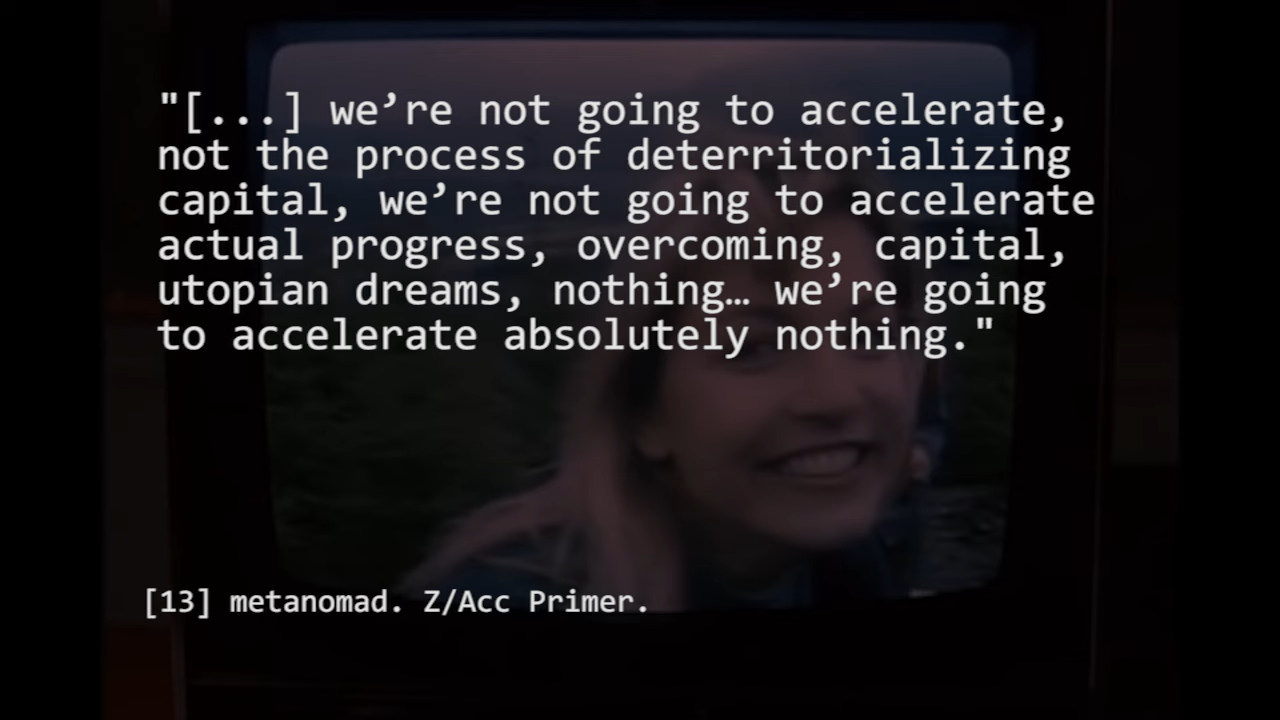 "[...] we’re not going to accelerate,
not the process of deterritorializing
capital, we’re not going to accelerate
actual progress, overcoming, capital,
utopian dreams, nothing… we’re going
to accelerate absolutely nothing."
[13] metanomad. Z/Acc Primer.